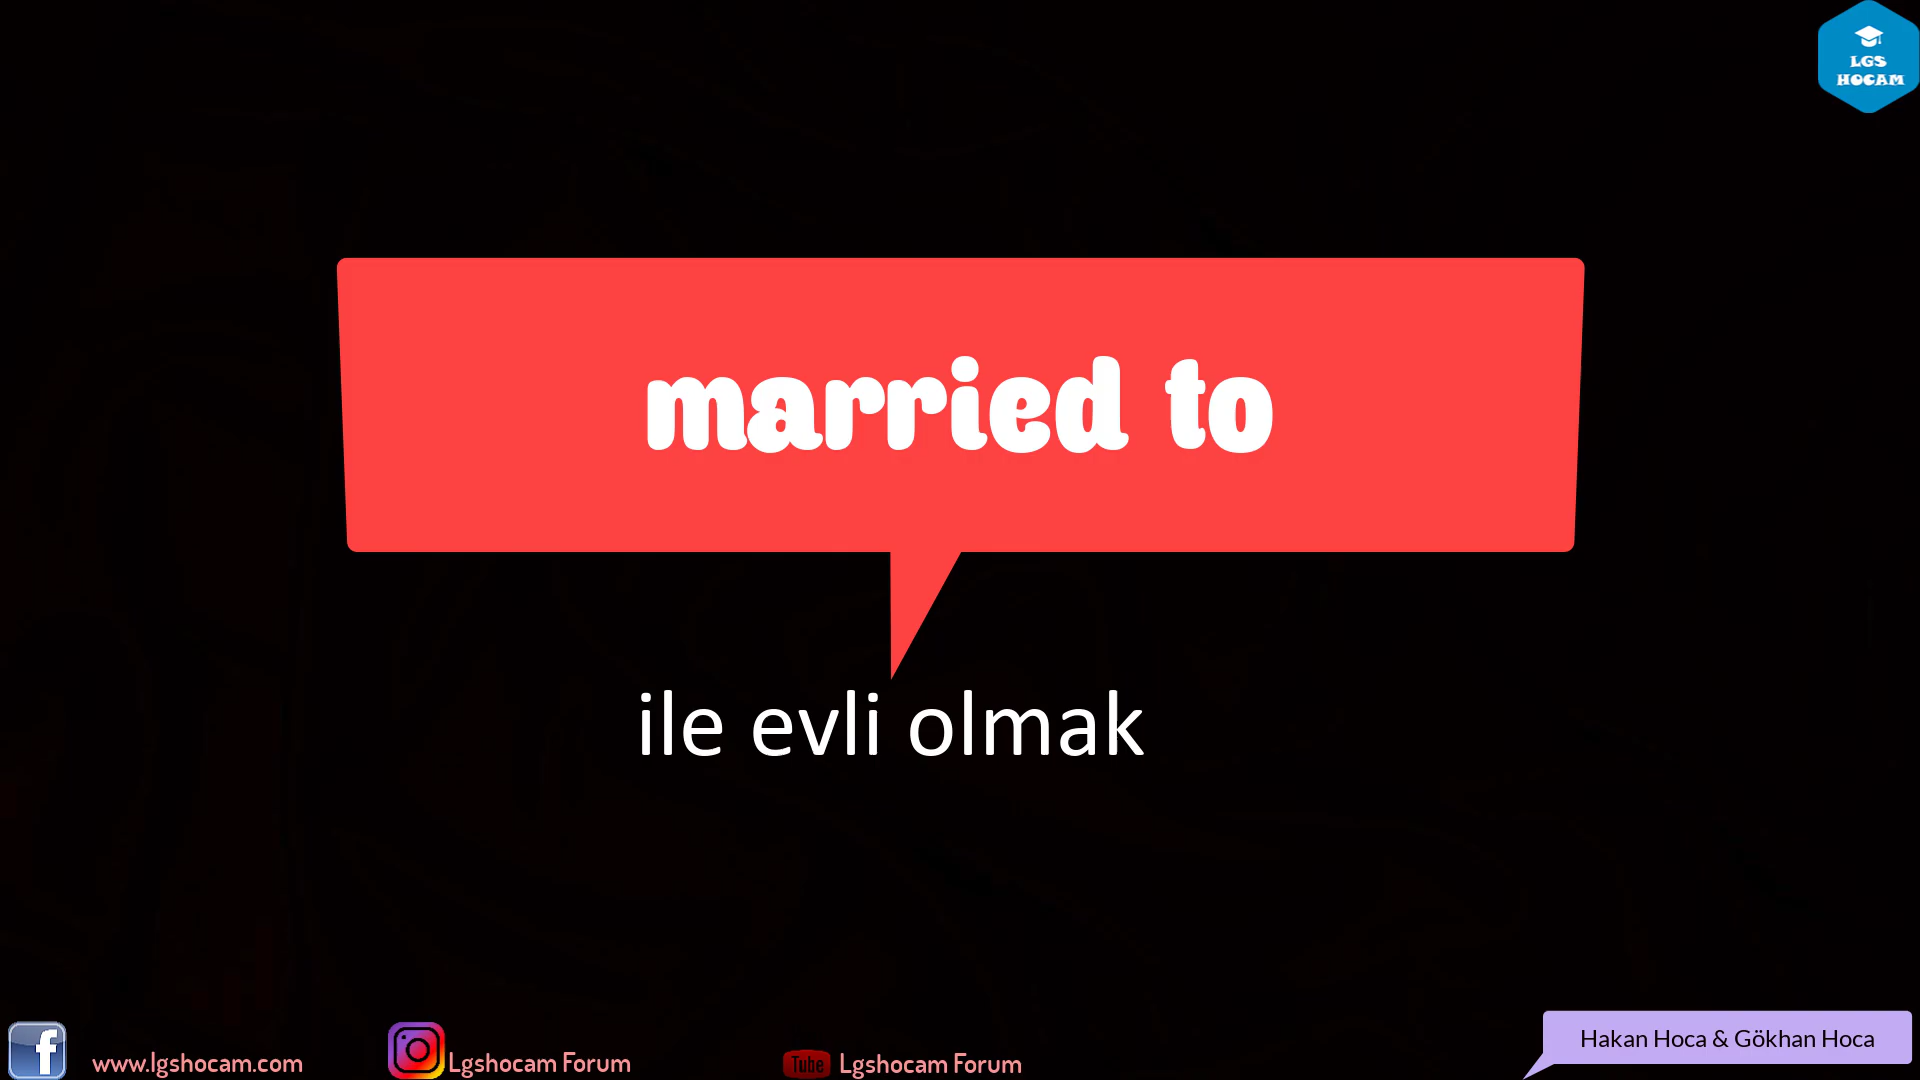 LGS
HOCAM
married to
ile evli olmak
www.lgshocam.com
Lgshocam Forum
Tube Lgshocam Forum
Hakan Hoca & Gökhan Hoca